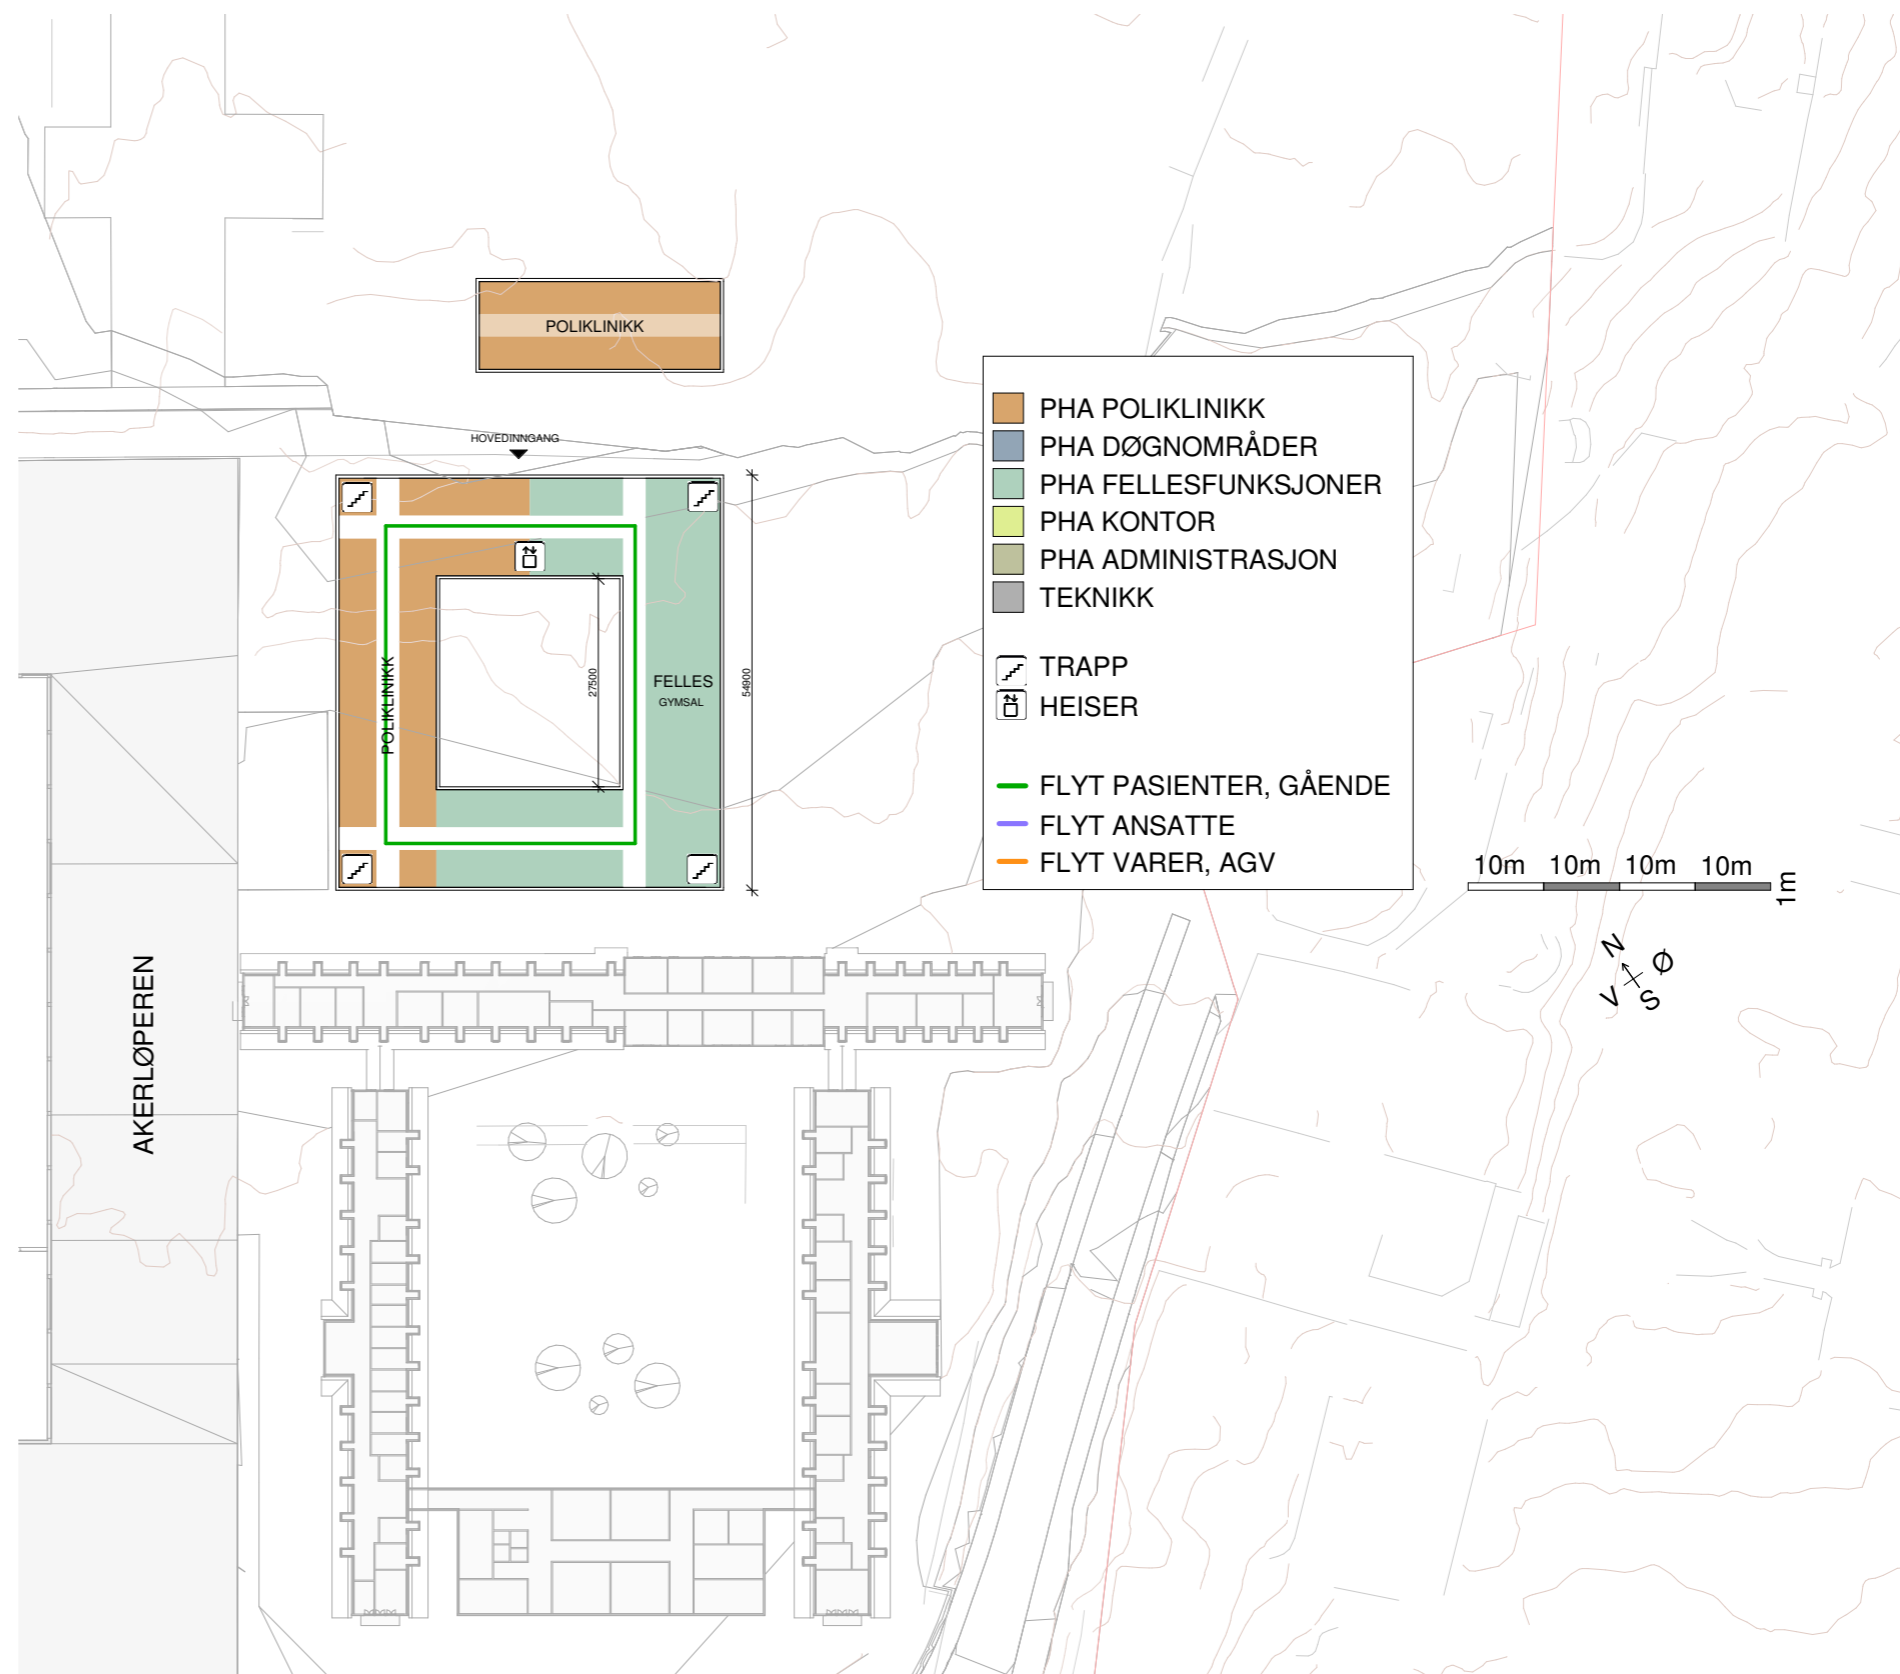 POLIKLINIKK
HOVEDINNGANG
POLIKLINIKK
27500
FELLES
GYMSAL
54900
PHA POLIKLINIKK
PHA DØGNOMRÅDER
PHA FELLESFUNKSJONER
PHA KONTOR
PHA ADMINISTRASJON
TEKNIKK
TRAPP
HEISER
FLYT PASIENTER, GÅENDE
FLYT ANSATTE
FLYT VARER, AGV
10m 10m 10m 10m
1m
N
Ø
V
S
AKERLØPEREN